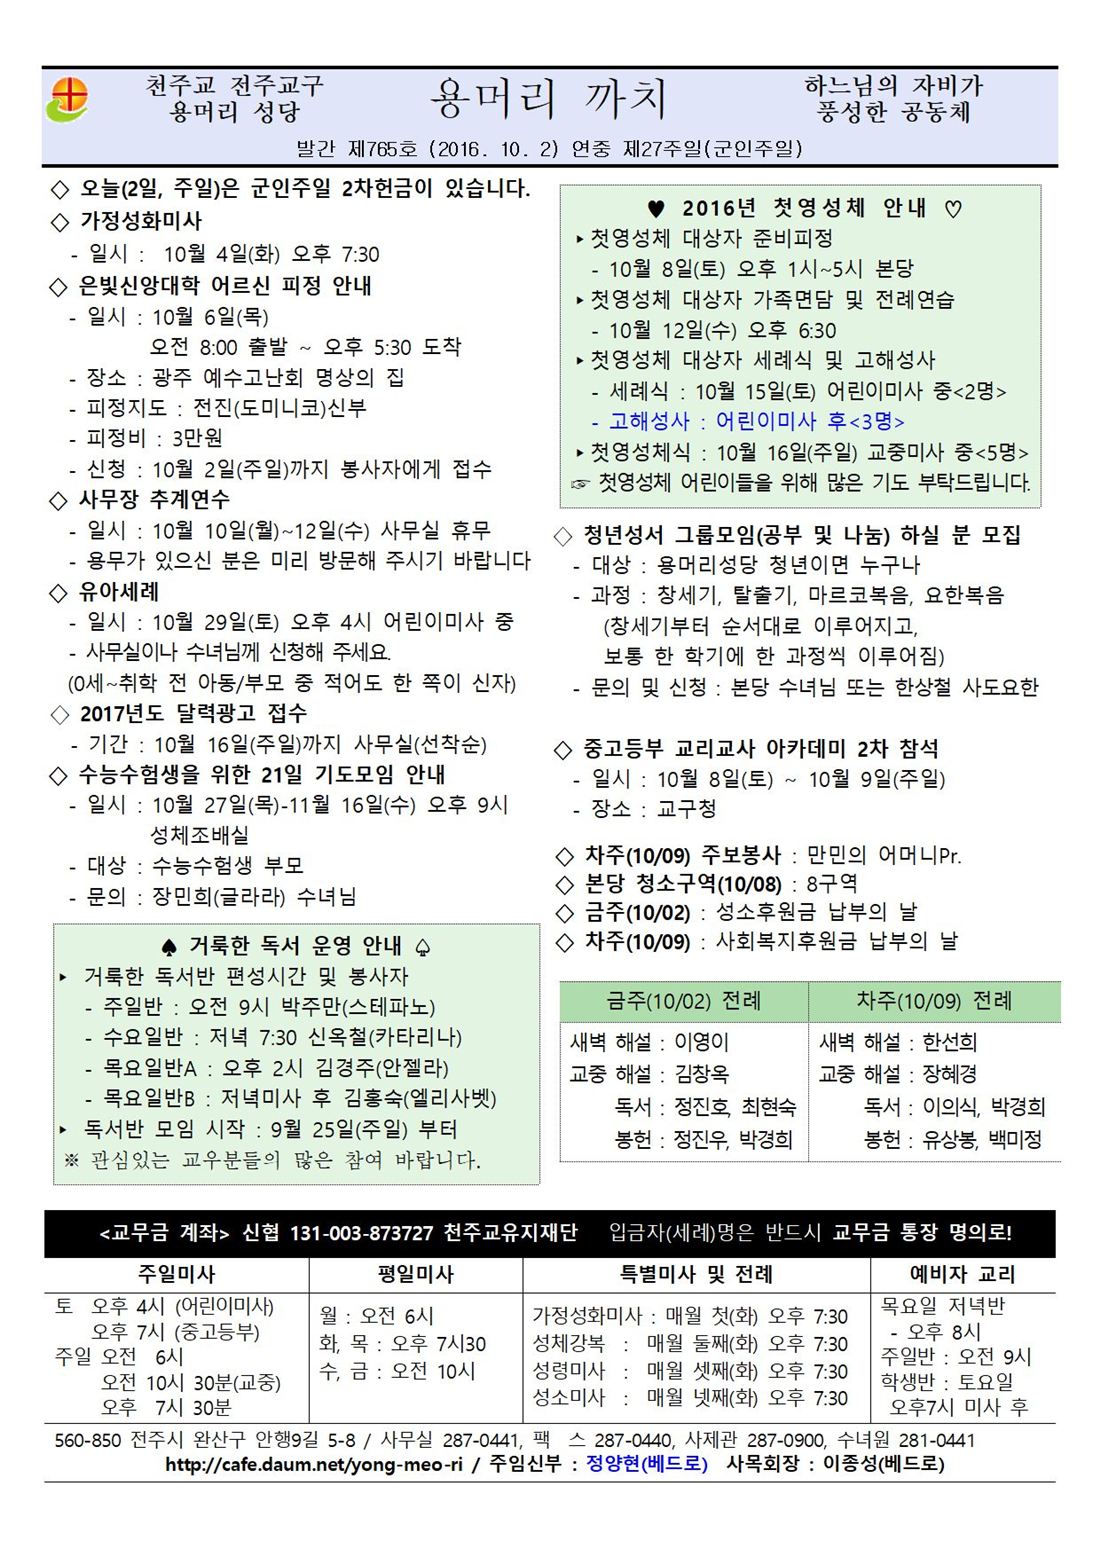 천주교 전주교구
용머리 성당
용머리 까치
하느님의 자비가
풍성한 공동체
발간 제765호 (2016. 10. 2) 연중 제27주일(군인주일)
◇ 오늘(2일, 주일)은 군인주일 2차헌금이 있습니다.
◇ 가정성화미사
- 일시 : 10월 4일(화) 오후 7:30
◇ 은빛신앙대학 어르신 피정 안내
- 일시 : 10월 6일(목)
오전 8:00 출발 ~ 오후 5:30 도착
- 장소 : 광주 예수고난회 명상의 집
- 피정지도 : 전진(도미니코)신부
- 피정비 : 3만원
- 신청 : 10월 2일(주일)까지 봉사자에게 접수
◇ 사무장 추계연수
- 일시 : 10월 10일(월)~12일(수) 사무실 휴무
- 용무가 있으신 분은 미리 방문해 주시기 바랍니다
◇ 유아세례
- 일시 : 10월 29일(토) 오후 4시 어린이미사 중
- 사무실이나 수녀님께 신청해 주세요.
(0세~취학 전 아동/부모 중 적어도 한 쪽이 신자)
◇ 2017년도 달력광고 접수
- 기간 : 10월 16일(주일)까지 사무실(선착순)
◇ 수능수험생을 위한 21일 기도모임 안내
- 일시 : 10월 27일(목)-11월 16일(수) 오후 9시
성체조배실
- 대상 : 수능수험생 부모
- 문의 : 장민희(글라라) 수녀님
♠ 거룩한 독서 운영 안내 ♤
▶ 거룩한 독서반 편성시간 및 봉사자
- 주일반 : 오전 9시 박주만(스테파노)
- 수요일반 : 저녁 7:30 신옥철(카타리나)
- 목요일반A : 오후 2시 김경주(안젤라)
- 목요일반B : 저녁미사 후 김홍숙(엘리사벳)
▶ 독서반 모임 시작 : 9월 25일(주일) 부터
※ 관심있는 교우분들의 많은 참여 바랍니다.
♥ 2016년 첫영성체 안내 ♡
▶첫영성체 대상자 준비피정
- 10월 8일(토) 오후 1시~5시 본당
▶첫영성체 대상자 가족면담 및 전례연습
- 10월 12일(수) 오후 6:30
▶첫영성체 대상자 세례식 및 고해성사
- 세례식 : 10월 15일(토) 어린이미사 중<2명>
- 고해성사 : 어린이미사 후<3명>
▶첫영성체식 : 10월 16일(주일) 교중미사 중<5명>
☞ 첫영성체 어린이들을 위해 많은 기도 부탁드립니다.
◇ 청년성서 그룹모임(공부 및 나눔) 하실 분 모집
- 대상 : 용머리성당 청년이면 누구나
- 과정 : 창세기, 탈출기, 마르코복음, 요한복음
(창세기부터 순서대로 이루어지고,
보통 한 학기에 한 과정씩 이루어짐)
- 문의 및 신청 : 본당 수녀님 또는 한상철 사도요한
◇ 중고등부 교리교사 아카데미 2차 참석
- 일시 : 10월 8일(토) ~ 10월 9일(주일)
- 장소 : 교구청
◇ 차주(10/09) 주보봉사 : 만민의 어머니Pr.
◇ 본당 청소구역(10/08) : 8구역
◇ 금주(10/02) : 성소후원금 납부의 날
◇ 차주(10/09) : 사회복지후원금 납부의 날
금주(10/02) 전례
새벽 해설 : 이영이
교중 해설 : 김창옥
독서 : 정진호, 최현숙
봉헌 : 정진우, 박경희
차주(10/09) 전례
새벽 해설 : 한선희
교중 해설 : 장혜경
독서 : 이의식, 박경희
봉헌 : 유상봉, 백미정
<교무금 계좌> 신협 131-003-873727 천주교유지재단 입금자(세례)명은 반드시 교무금 통장 명의로!
주일미사
토 오후 4시 (어린이미사)
오후 7시 (중고등부)
주일 오전 6시
오전 10시 30분(교중)
오후 7시 30분
평일미사
월 : 오전 6시
화, 목 : 오후 7시30
수, 금 : 오전 10시
특별미사 및 전례
가정성화미사 : 매월 첫(화) 오후 7:30
성체강복 : 매월 둘째(화) 오후 7:30
성령미사 : 매월 셋째(화) 오후 7:30
성소미사 : 매월 넷째(화) 오후 7:30
예비자 교리
목요일 저녁반
- 오후 8시
주일반 : 오전 9시
학생반 : 토요일
오후7시 미사 후
560-850 전주시 완산구 안행9길 5-8 / 사무실 287-0441, 팩 스 287-0440, 사제관 287-0900, 수녀원 281-0441
http://cafe.daum.net/yong-meo-ri / 주임신부 : 정양현(베드로) 사목회장 : 이종성(베드로)